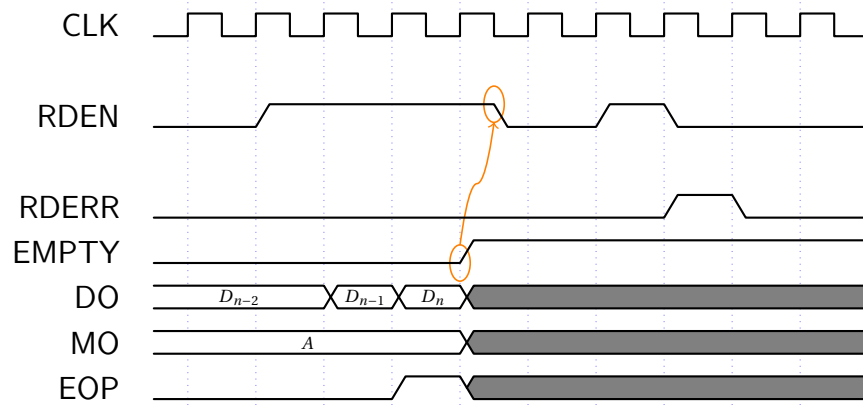 CLK
RDEN
RDERR
EMPTY
DO D_{n−2} D_{n−1} D_n
MO A
EOP